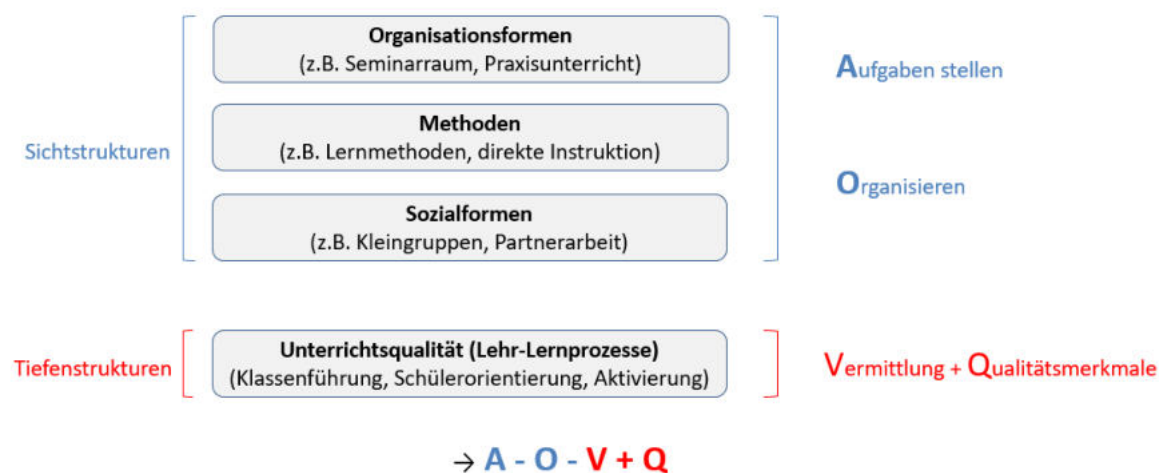 Organisationsformen
(z.B. Seminarraum, Praxisunterricht)
Aufgaben stellen
Methoden
(z.B. Lernmethoden, direkte Instruktion)
Sichtstrukturen
Organisieren
Sozialformen
(z.B. Kleingruppen, Partnerarbeit)
Unterrichtsqualität (Lehr-Lernprozesse)
(Klassenführung, Schülerorientierung, Aktivierung)
Tiefenstrukturen
Vermittlung + Qualitätsmerkmale
→ A - O - V + Q